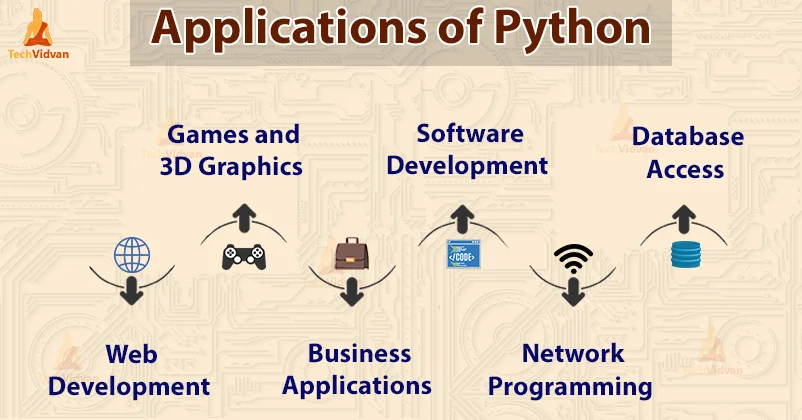 Applications of Python
TechVidvan
Games and
3D Graphics
Software
Development
Database
Access
</CODE>
Web
Development
Business
Applications
Network
Programming